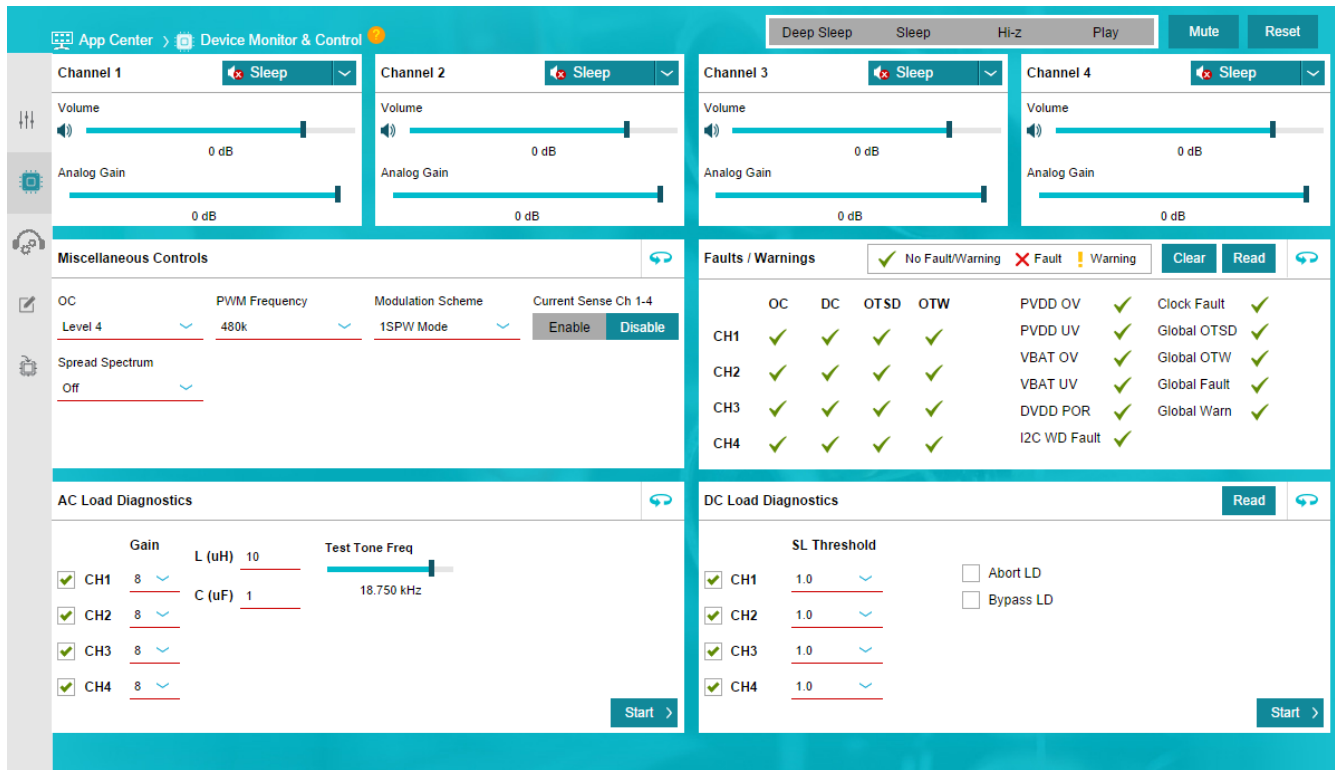 App Center > Device Monitor & Control ?
Deep Sleep Sleep Hi-z Play
Mute
Reset
Channel 1 Sleep
Volume
0 dB
Analog Gain
0 dB
Channel 2 Sleep
Volume
0 dB
Analog Gain
0 dB
Channel 3 Sleep
Volume
0 dB
Analog Gain
0 dB
Channel 4 Sleep
Volume
0 dB
Analog Gain
0 dB
Miscellaneous Controls
OC PWM Frequency Modulation Scheme Current Sense Ch 1-4
Level 4 480k 1SPW Mode Enable Disable
Spread Spectrum
Off
Faults / Warnings No Fault/Warning Fault ! Warning Clear Read
OC DC OTSD OTW
CH1
CH2
CH3
CH4
PVDD OV
PVDD UV
VBAT OV
VBAT UV
DVDD POR
I2C WD Fault
Clock Fault
Global OTSD
Global OTW
Global Fault
Global Warn
AC Load Diagnostics
Gain
CH1 8
CH2 8
CH3 8
CH4 8
L (uH) 10
C (uF) 1
Test Tone Freq
18.750 kHz
Start >
DC Load Diagnostics Read
SL Threshold
CH1 1.0
CH2 1.0
CH3 1.0
CH4 1.0
Abort LD
Bypass LD
Start >